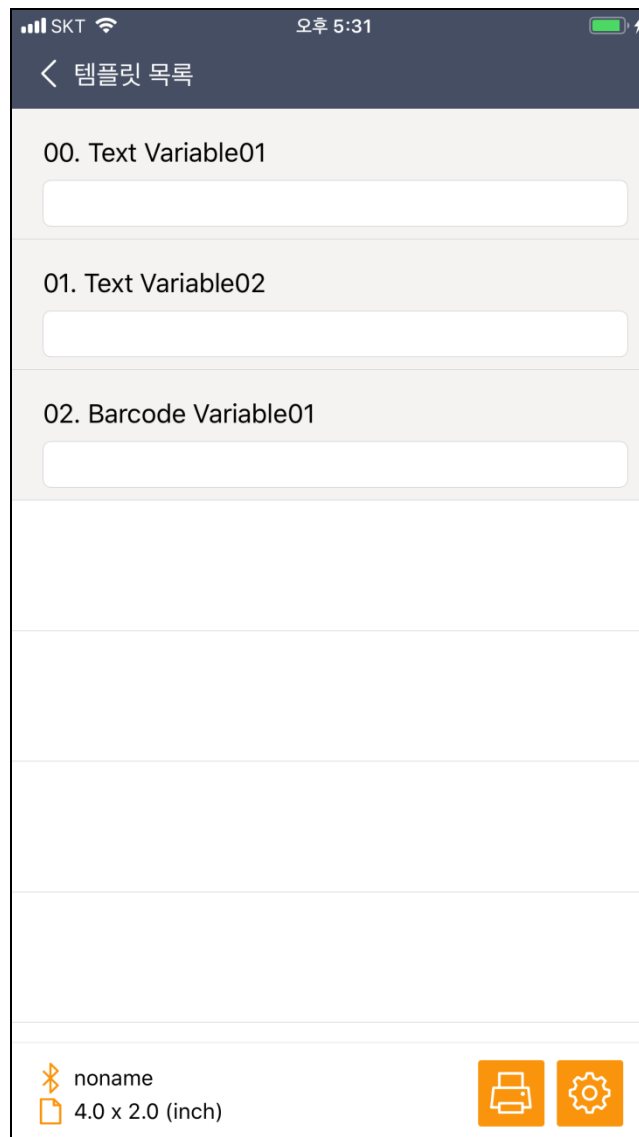 SKT 오후 5:31
템플릿 목록
00. Text Variable01
01. Text Variable02
02. Barcode Variable01
noname
4.0 x 2.0 (inch)